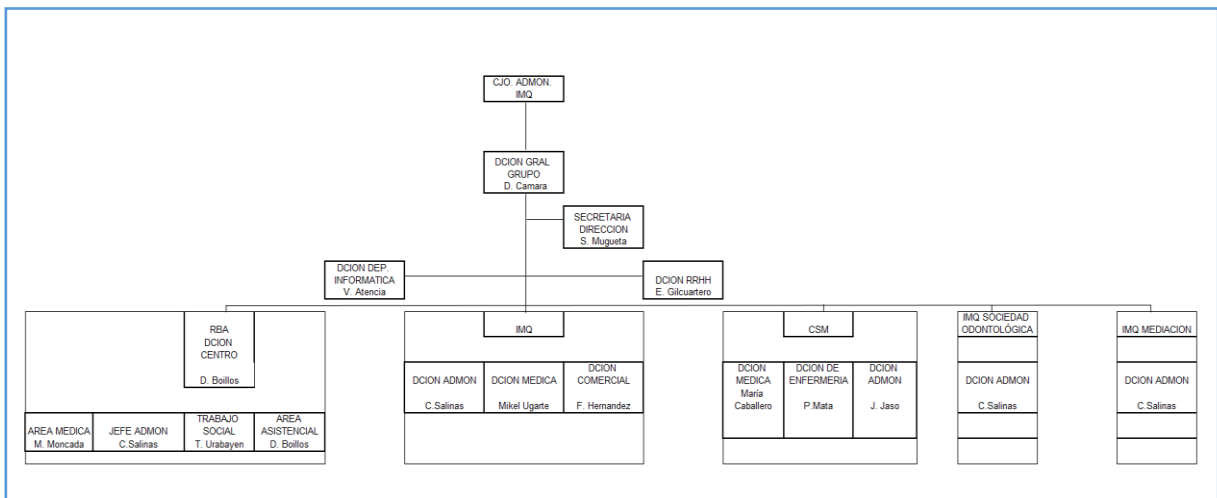 CJO. ADMON.
IMQ
DCION GRAL
GRUPO
D. Camara
SECRETARIA
DIRECCION
S. Mugueta
DCION DEP.
INFORMATICA
V. Atencia
DCION RRHH
E. Gilcuartero
RBA
DCION
CENTRO
D. Boillos
AREA MEDICA
M. Moncada
JEFE ADMON
C.Salinas
TRABAJO
SOCIAL
T. Urabayen
AREA
ASISTENCIAL
D. Boillos
IMQ
DCION ADMON
C.Salinas
DCION MEDICA
Mikel Ugarte
DCION
COMERCIAL
F. Hernandez
CSM
DCION
MEDICA
María
Caballero
DCION DE
ENFERMERIA
P.Mata
DCION
ADMON
J. Jaso
IMQ SOCIEDAD
ODONTOLÓGICA
DCION ADMON
C.Salinas
IMQ MEDIACION
DCION ADMON
C.Salinas